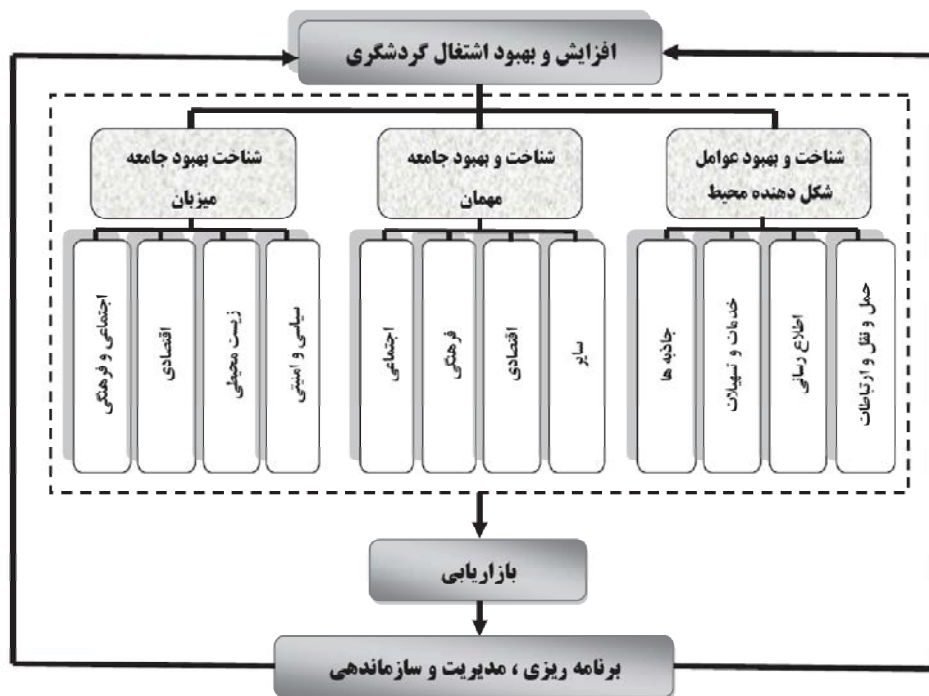 افزایش و بهبود اشتغال گردشگری
شناخت و بهبود عوامل
شکل دهنده محیط
شناخت و بهبود جامعه
مهمان
شناخت بهبود جامعه
میزبان
حمل و نقل و ارتباطات
اطلاع رسانی
خدمات و تسهیلات
جاذبه ها
سایر
اقتصادی
فرهنگی
اجتماعی
سیاسی و امنیتی
زیست محیطی
اقتصادی
اجتماعی و فرهنگی
بازاریابی
برنامه ریزی ، مدیریت و سازماندهی